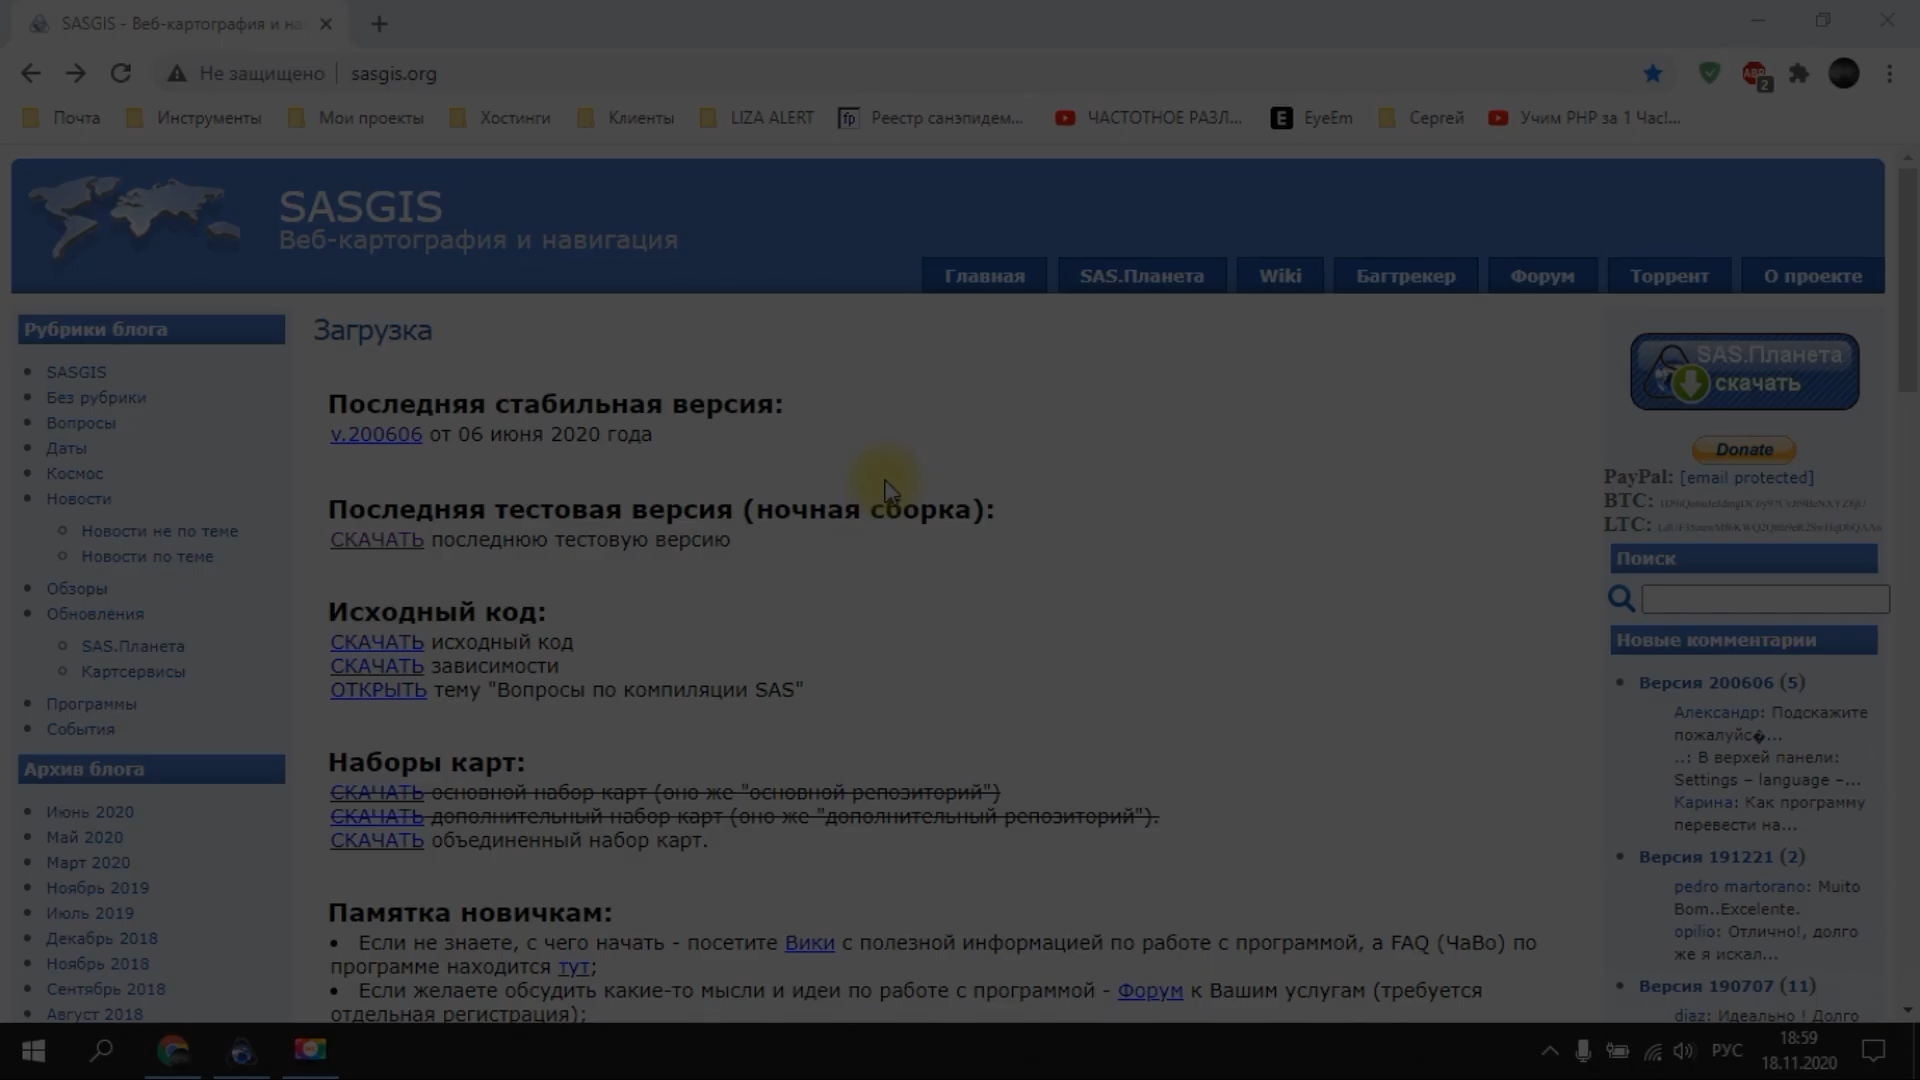 SASGIS - Веб-картография и на
Не защищено
sasgis.org
ABP
2
Почта
Инструменты
Мои проекты
Хостинги
Клиенты
LIZA ALERT
fp
Реестр санэпидем...
ЧАСТОТНОЕ РАЗЛ...
E
EyeEm
Сергей
Учим PHP за 1 Час!...
SASGIS
Веб-картография и навигация
Главная
SAS.Планета
Wiki
Багтрекер
Форум
Торрент
О проекте
Рубрики блога
SASGIS
Без рубрики
Вопросы
Даты
Космос
Новости
Новости не по теме
Новости по теме
Обзоры
Обновления
SAS.Планета
Картсервисы
Программы
События
Архив блога
Июнь 2020
Май 2020
Март 2020
Ноябрь 2019
Июль 2019
Декабрь 2018
Ноябрь 2018
Сентябрь 2018
Август 2018
Загрузка
Последняя стабильная версия:
v.200606 от 06 июня 2020 года
Последняя тестовая версия (ночная сборка):
СКАЧАТЬ последнюю тестовую версию
Исходный код:
СКАЧАТЬ исходный код
СКАЧАТЬ зависимости
ОТКРЫТЬ тему "Вопросы по компиляции SAS"
Наборы карт:
СКАЧАТЬ основной набор карт (оно же "основной репозиторий")
СКАЧАТЬ дополнительный набор карт (оно же "дополнительный репозиторий").
СКАЧАТЬ объединенный набор карт.
Памятка новичкам:
Если не знаете, с чего начать - посетите Вики с полезной информацией по работе с программой, а FAQ (ЧаВо) по
программе находится тут;
Если желаете обсудить какие-то мысли и идеи по работе с программой - Форум к Вашим услугам (требуется
отдельная регистрация);
SAS.Планета
скачать
Donate
PayPal: [email protected]
BTC:
LTC:
Поиск
Новые комментарии
Версия 200606 (5)
Александр: Подскажите
пожалуйс�...
..: В верхей панели:
Settings – language –...
Карина: Как программу
перевести на...
Версия 191221 (2)
pedro martorano: Muito
Bom..Excelente.
opilio: Отлично!, долго
же я искал...
Версия 190707 (11)
diaz: Идеально ! Долго
РУС
18:59
18.11.2020